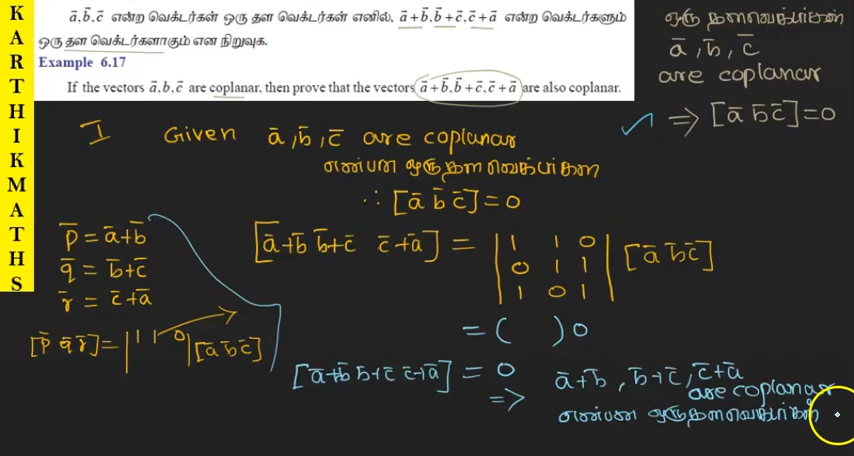 KARTHIKMATHS
a̅,b̅,c̅ என்ற வெக்டர்கள் ஒரு தள வெக்டர்கள் எனில், a̅+b̅,b̅+c̅,c̅+a̅ என்ற வெக்டர்களும்
ஒரு தள வெக்டர்களாகும் என நிறுவுக.
Example 6.17
If the vectors a̅,b̅,c̅ are coplanar, then prove that the vectors a̅+b̅,b̅+c̅,c̅+a̅ are also coplanar.
ஒரு தளவெக்டர்கள்
a̅, b̅, c̅
are coplanar
⇒ [a̅ b̅ c̅]=0
I Given a̅, b̅, c̅ are coplanar
என்பன ஒருதளவெக்டர்கள்
∴ [a̅ b̅ c̅] = 0
p̅ = a̅+b̅
q̅ = b̅+c̅
r̅ = c̅+a̅
[p̅ q̅ r̅] = | 1 1 0 | [a̅ b̅ c̅]
[a̅+b̅ b̅+c̅ c̅+a̅] = | 1 1 0 | [a̅ b̅ c̅]
0 1 1
1 0 1
= ( ) 0
[a̅+b̅ b̅+c̅ c̅+a̅] = 0
⇒ a̅+b̅, b̅+c̅, c̅+a̅
are coplanar
என்பன ஒருதளவெக்டர்கள்